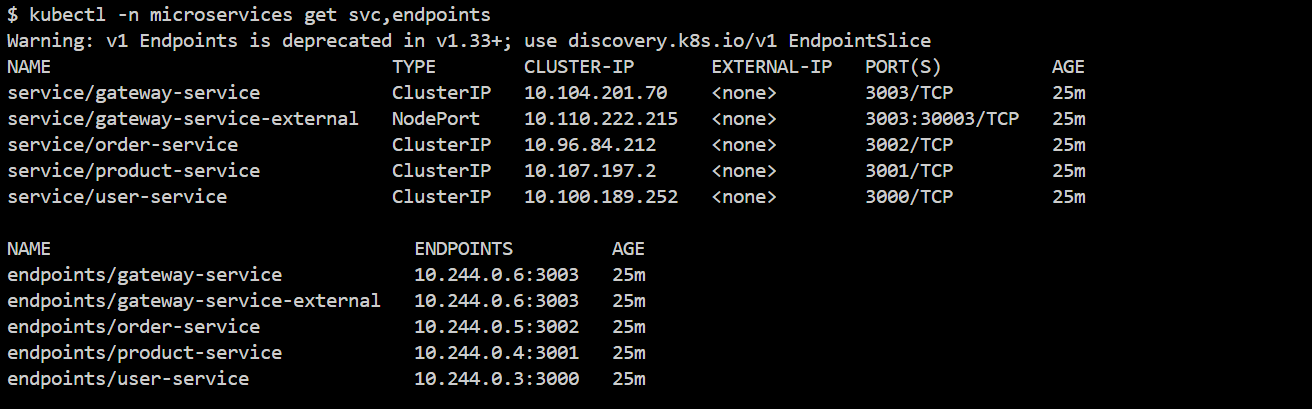 $ kubectl -n microservices get svc,endpoints
Warning: v1 Endpoints is deprecated in v1.33+; use discovery.k8s.io/v1 EndpointSlice
NAME TYPE CLUSTER-IP EXTERNAL-IP PORT(S) AGE
service/gateway-service ClusterIP 10.104.201.70 <none> 3003/TCP 25m
service/gateway-service-external NodePort 10.110.222.215 <none> 3003:30003/TCP 25m
service/order-service ClusterIP 10.96.84.212 <none> 3002/TCP 25m
service/product-service ClusterIP 10.107.197.2 <none> 3001/TCP 25m
service/user-service ClusterIP 10.100.189.252 <none> 3000/TCP 25m

NAME ENDPOINTS AGE
endpoints/gateway-service 10.244.0.6:3003 25m
endpoints/gateway-service-external 10.244.0.6:3003 25m
endpoints/order-service 10.244.0.5:3002 25m
endpoints/product-service 10.244.0.4:3001 25m
endpoints/user-service 10.244.0.3:3000 25m